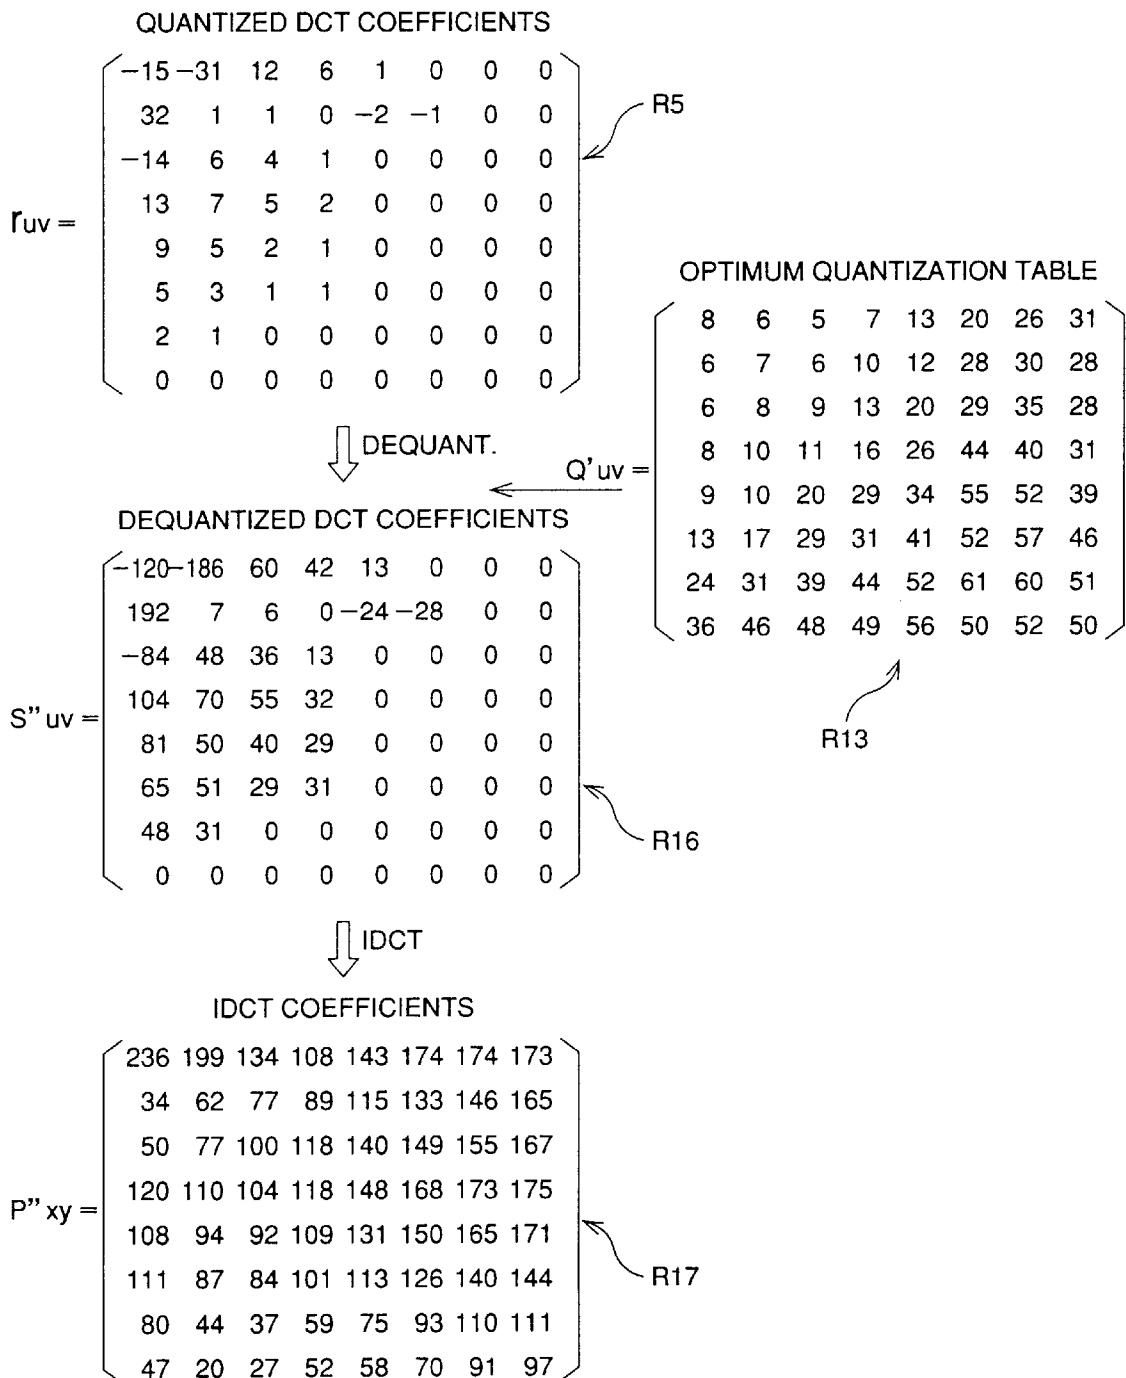 QUANTIZED DCT COEFFICIENTS
−15 −31 12 6 1 0 0 0
32 1 1 0 −2 −1 0 0
R5
−14 6 4 1 0 0 0 0
13 7 5 2 0 0 0 0
ruv =
9 5 2 1 0 0 0 0
5 3 1 1 0 0 0 0
2 1 0 0 0 0 0 0
0 0 0 0 0 0 0 0
OPTIMUM QUANTIZATION TABLE
8 6 5 7 13 20 26 31
6 7 6 10 12 28 30 28
6 8 9 13 20 29 35 28
8 10 11 16 26 44 40 31
Q' uv =
9 10 20 29 34 55 52 39
13 17 29 31 41 52 57 46
24 31 39 44 52 61 60 51
36 46 48 49 56 50 52 50
R13
DEQUANT.
DEQUANTIZED DCT COEFFICIENTS
−120 −186 60 42 13 0 0 0
192 7 6 0 −24 −28 0 0
−84 48 36 13 0 0 0 0
104 70 55 32 0 0 0 0
S" uv =
81 50 40 29 0 0 0 0
65 51 29 31 0 0 0 0
48 31 0 0 0 0 0 0
R16
0 0 0 0 0 0 0 0
IDCT
IDCT COEFFICIENTS
236 199 134 108 143 174 174 173
34 62 77 89 115 133 146 165
50 77 100 118 140 149 155 167
120 110 104 118 148 168 173 175
P" xy =
108 94 92 109 131 150 165 171
111 87 84 101 113 126 140 144
R17
80 44 37 59 75 93 110 111
47 20 27 52 58 70 91 97